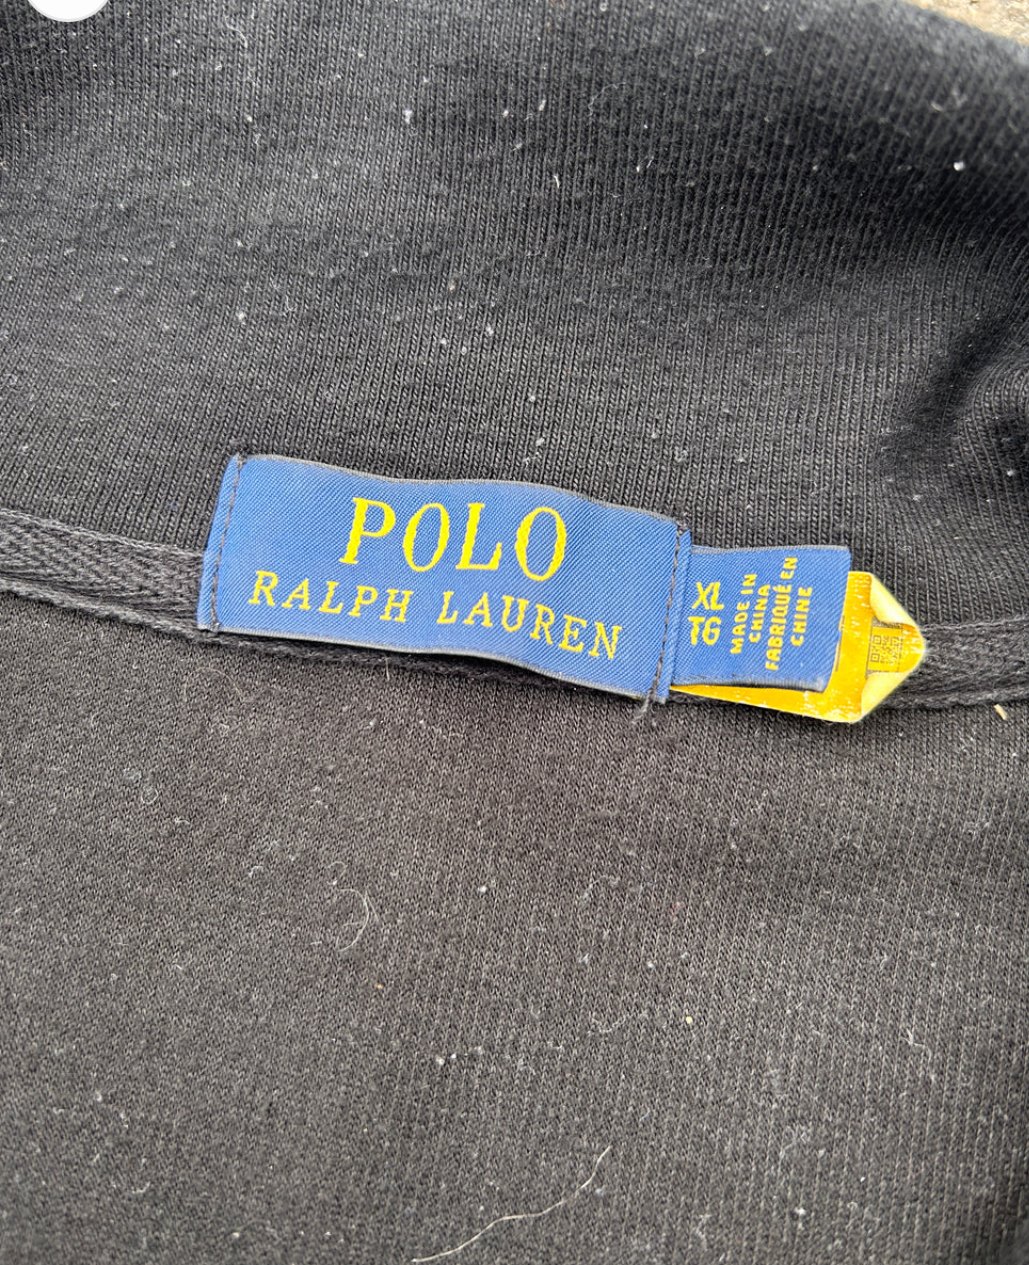 POLO
RALPH LAUREN
XL
TG
MADE IN
CHINA
FABRIQUÉ EN
CHINE